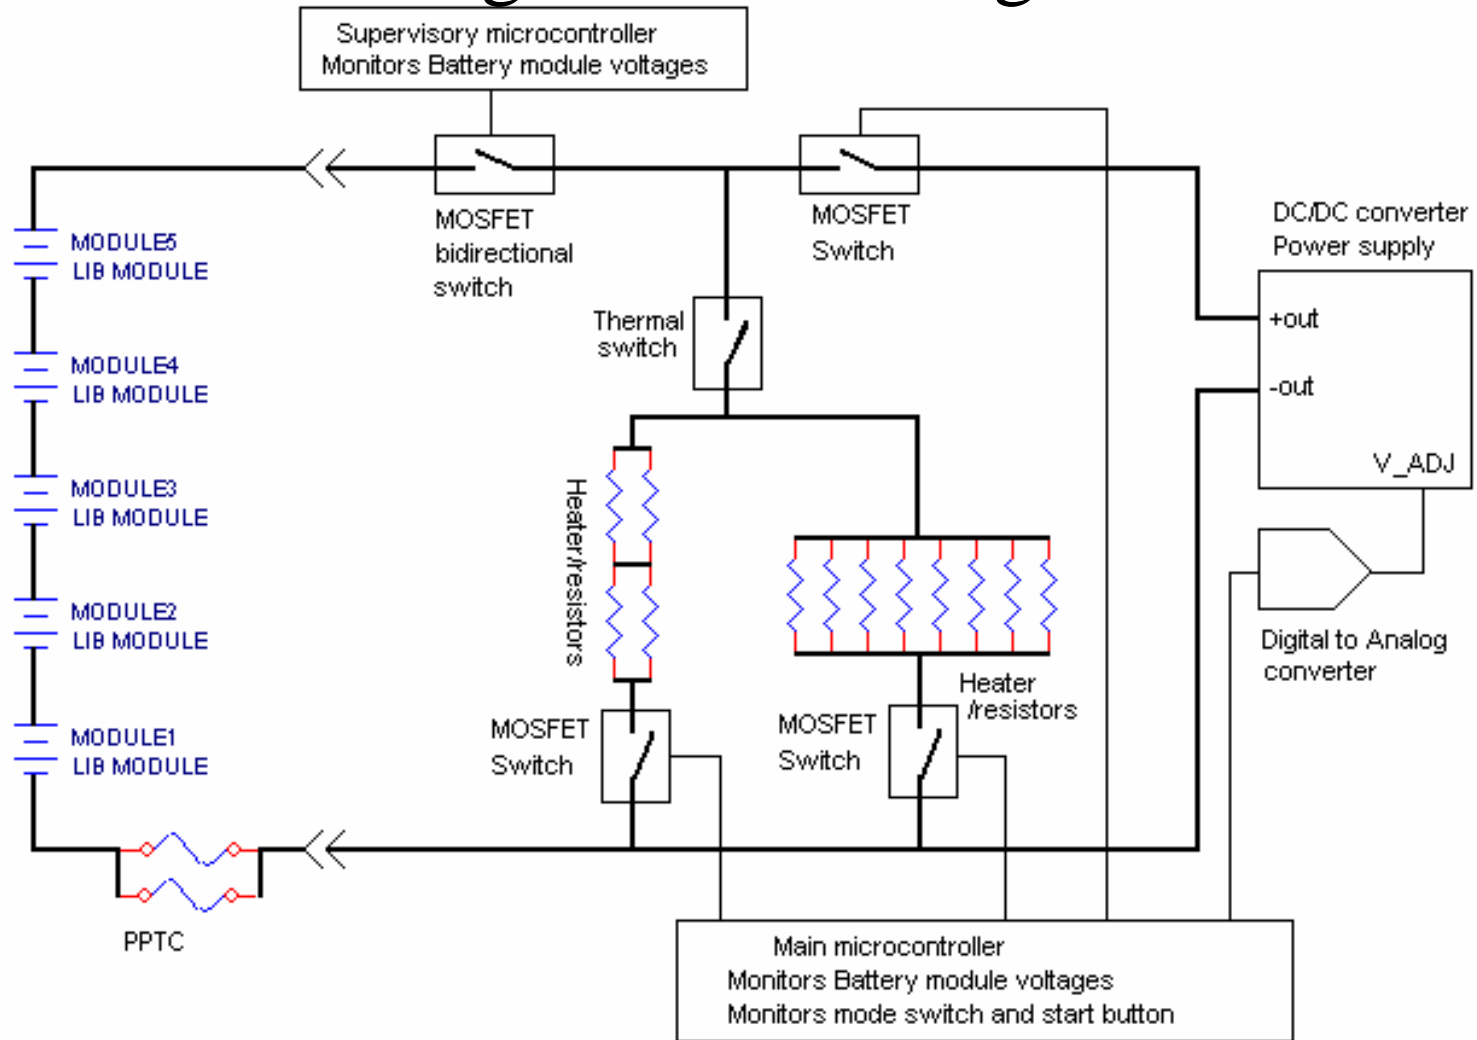 Supervisory microcontroller
Monitors Battery module voltages
MOSFET
bidirectional
switch
MOSFET
Switch
DC/DC converter
Power supply
+out
-out
V_ADJ
Thermal
switch
MODULE5
LIB MODULE
MODULE4
LIB MODULE
MODULE3
LIB MODULE
MODULE2
LIB MODULE
MODULE1
LIB MODULE
Heater/resistors
Digital to Analog
converter
Heater
/resistors
MOSFET
Switch
MOSFET
Switch
PPTC
Main microcontroller
Monitors Battery module voltages
Monitors mode switch and start button